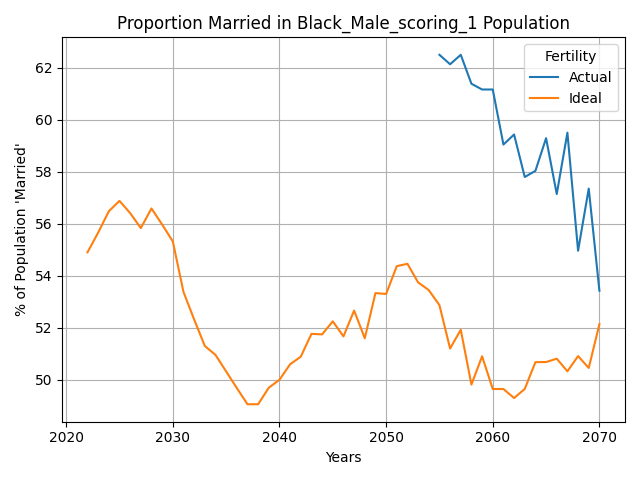 Proportion Married in Black_Male_scoring_1 Population
% of Population 'Married'
62
60
58
56
54
52
50
Fertility
Actual
Ideal
2020 2030 2040 2050 2060 2070
Years